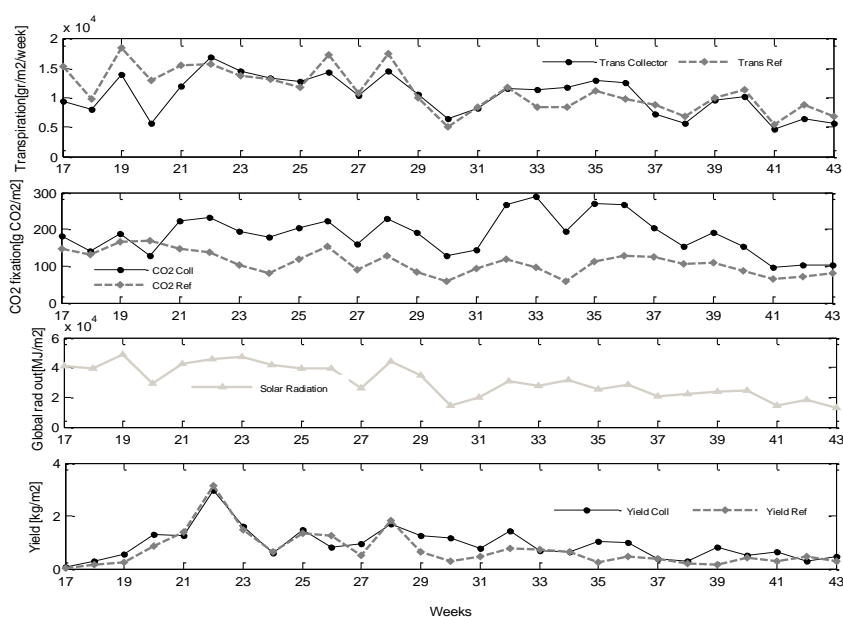 x 10^4
2
1.5
1
0.5
0
Transpiration[gr/m2/week]
Trans Collector
Trans Ref
17 19 21 23 25 27 29 31 33 35 37 39 41 43
300
200
100
0
CO2 fixation[g CO2/m2]
CO2 Coll
CO2 Ref
17 19 21 23 25 27 29 31 33 35 37 39 41 43
x 10^4
6
4
2
0
Global rad out[MJ/m2]
Solar Radiation
17 19 21 23 25 27 29 31 33 35 37 39 41 43
4
2
0
Yield [kg/m2]
Yield Coll
Yield Ref
17 19 21 23 25 27 29 31 33 35 37 39 41 43
Weeks